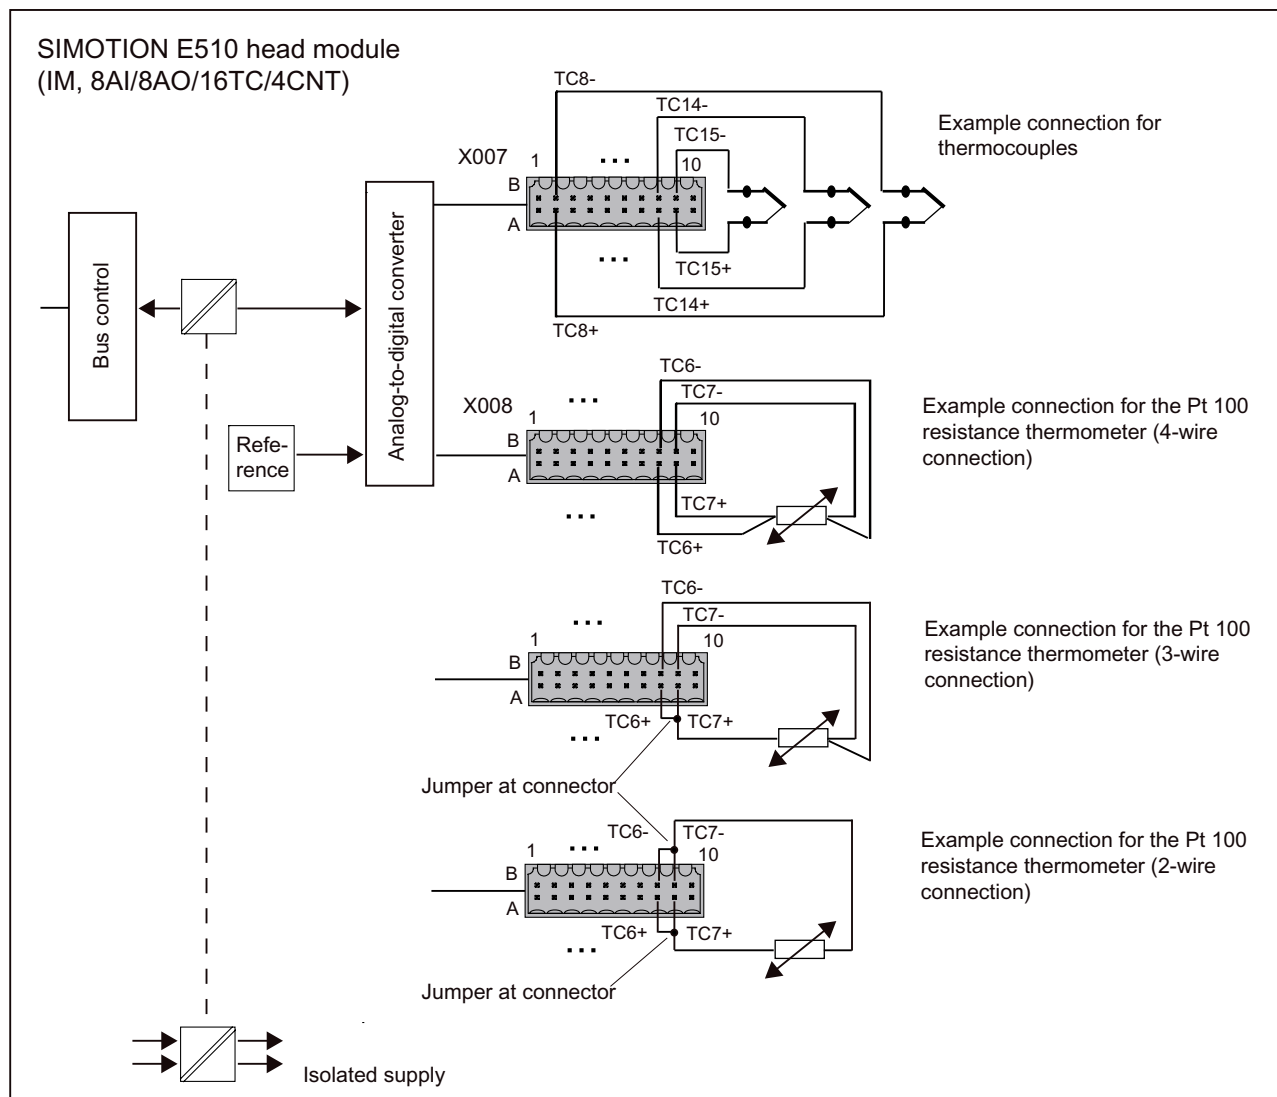 SIMOTION E510 head module
(IM, 8AI/8AO/16TC/4CNT)
TC8-
TC14-
TC15-
Example connection for
thermocouples
X007
1
...
10
B
A
...
TC15+
TC14+
TC8+
Bus control
Analog-to-digital converter
Refe-
rence
TC6-
...
TC7-
X008
1
10
B
A
...
TC7+
TC6+
Example connection for the Pt 100
resistance thermometer (4-wire
connection)
TC6-
...
TC7-
1
10
B
A
TC6+
TC7+
...
Example connection for the Pt 100
resistance thermometer (3-wire
connection)
Jumper at connector
TC6-
TC7-
1
...
10
B
A
TC6+
TC7+
...
Example connection for the Pt 100
resistance thermometer (2-wire
connection)
Jumper at connector
Isolated supply